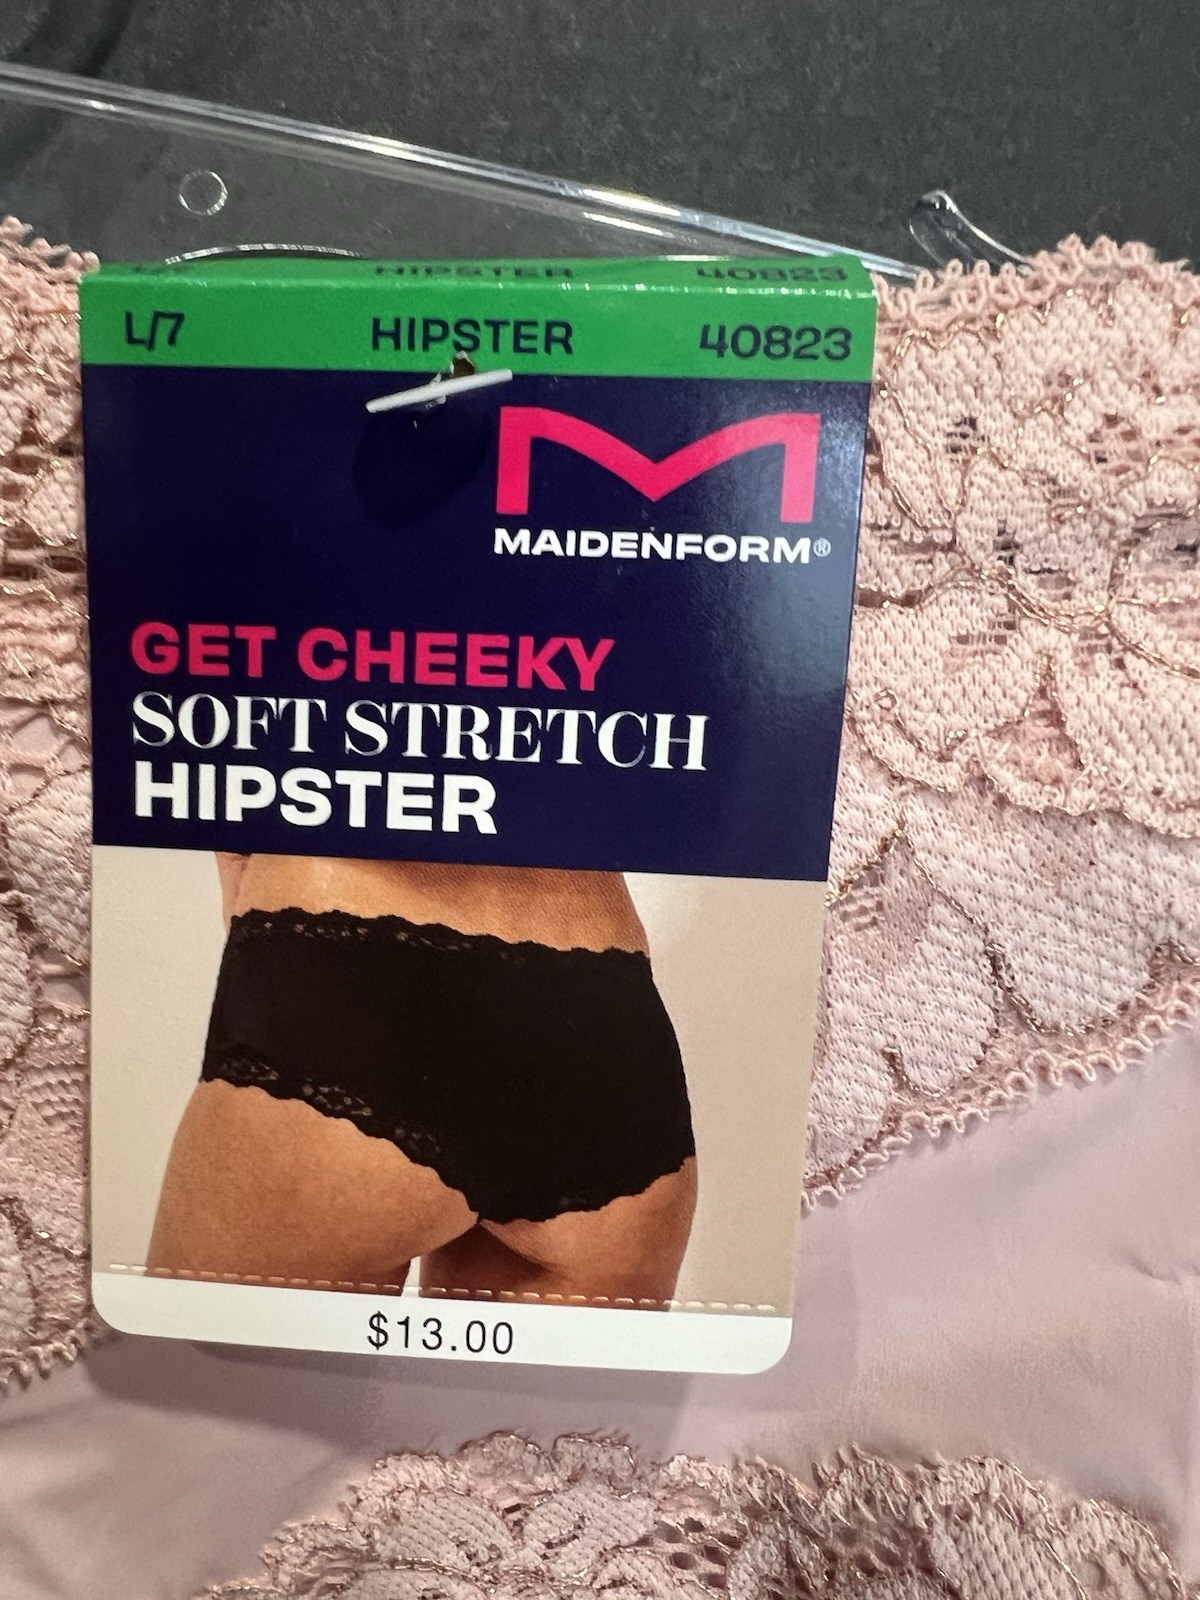 HIPSTER 40823
L/7 HIPSTER 40823
M
MAIDENFORM®
GET CHEEKY
SOFT STRETCH
HIPSTER
$13.00